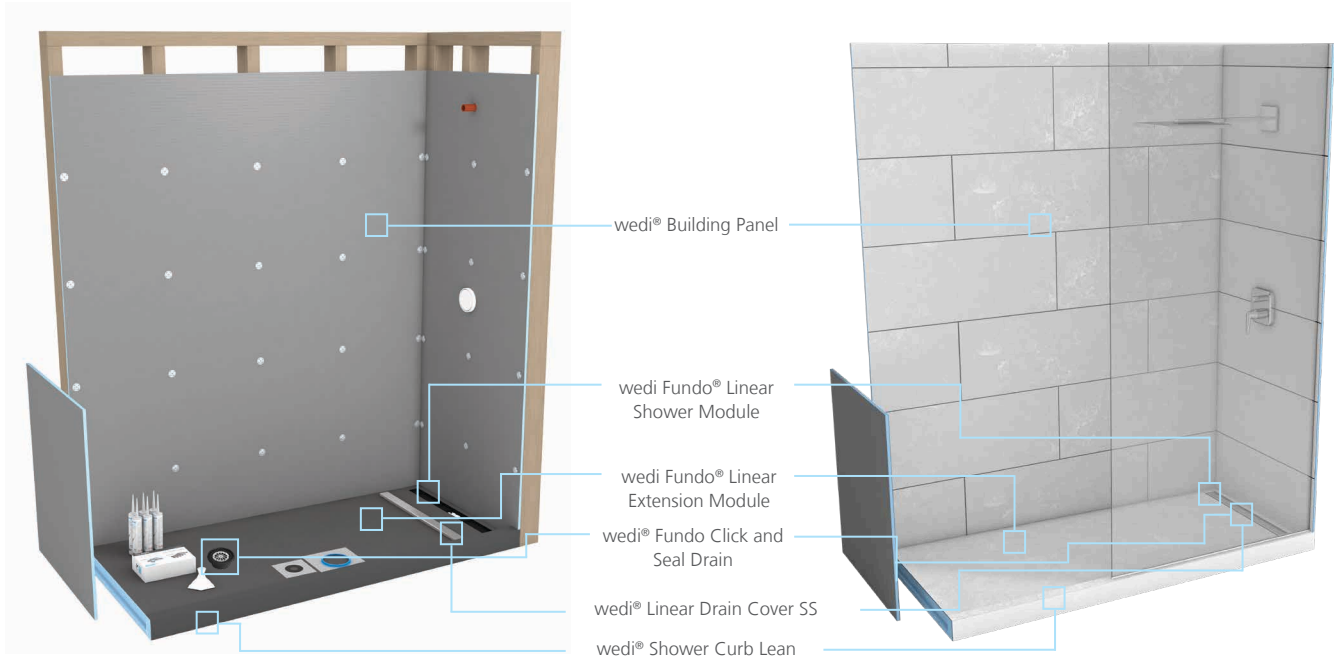 wedi® Building Panel
wedi Fundo® Linear
Shower Module
wedi Fundo® Linear
Extension Module
wedi® Fundo Click and
Seal Drain
wedi® Linear Drain Cover SS
wedi® Shower Curb Lean